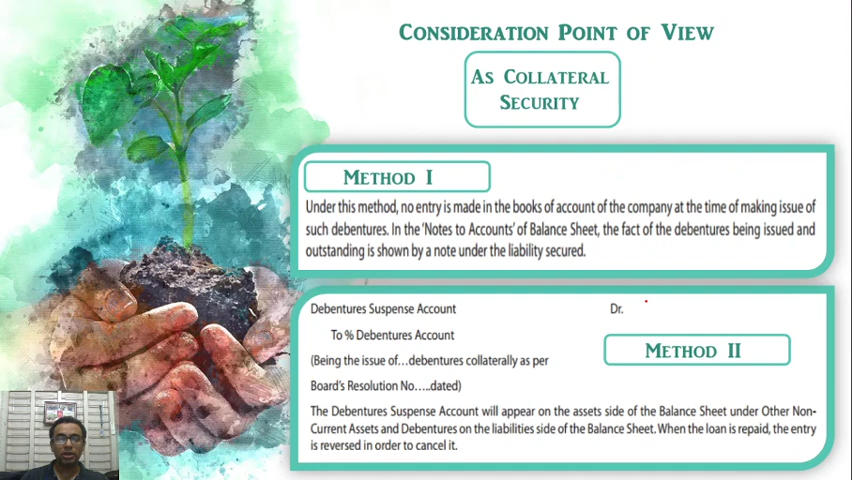 Consideration Point of View
As Collateral
Security
Method I
Under this method, no entry is made in the books of account of the company at the time of making issue of
such debentures. In the ‘Notes to Accounts’ of Balance Sheet, the fact of the debentures being issued and
outstanding is shown by a note under the liability secured.
Debentures Suspense Account Dr.
To % Debentures Account
Method II
(Being the issue of…debentures collaterally as per
Board’s Resolution No.….dated)
The Debentures Suspense Account will appear on the assets side of the Balance Sheet under Other Non-
Current Assets and Debentures on the liabilities side of the Balance Sheet. When the loan is repaid, the entry
is reversed in order to cancel it.